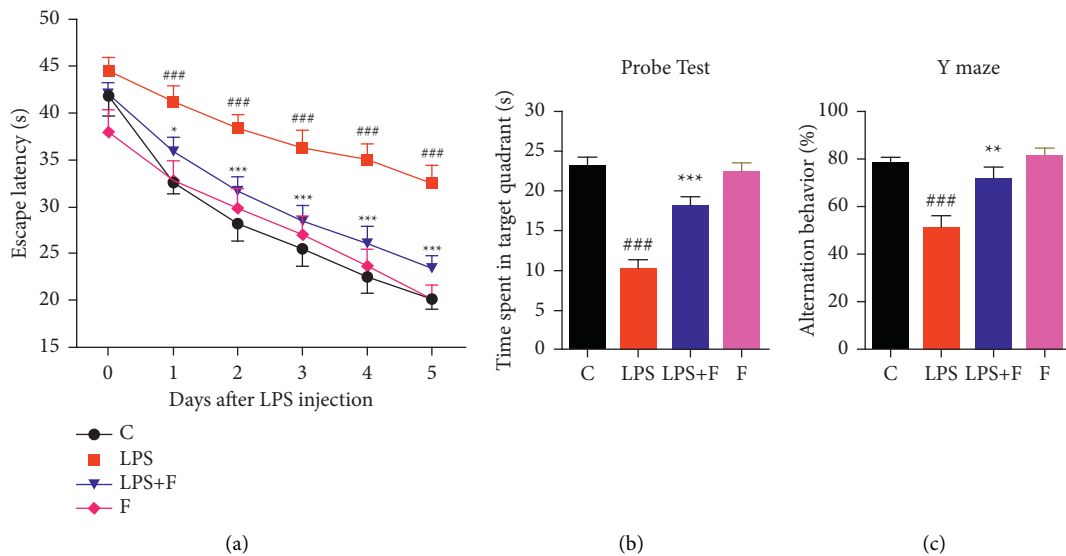 50
45
40
35
30
25
20
15
Escape latency (s)
###
###
###
###
###
*
***
***
***
***
0 1 2 3 4 5
Days after LPS injection
C
LPS
LPS+F
F
(a)
Probe Test
30
25
20
15
10
5
0
Time spent in target quadrant (s)
###
***
C LPS LPS+F F
(b)
Y maze
100
80
60
40
20
0
Alternation behavior (%)
###
**
C LPS LPS+F F
(c)